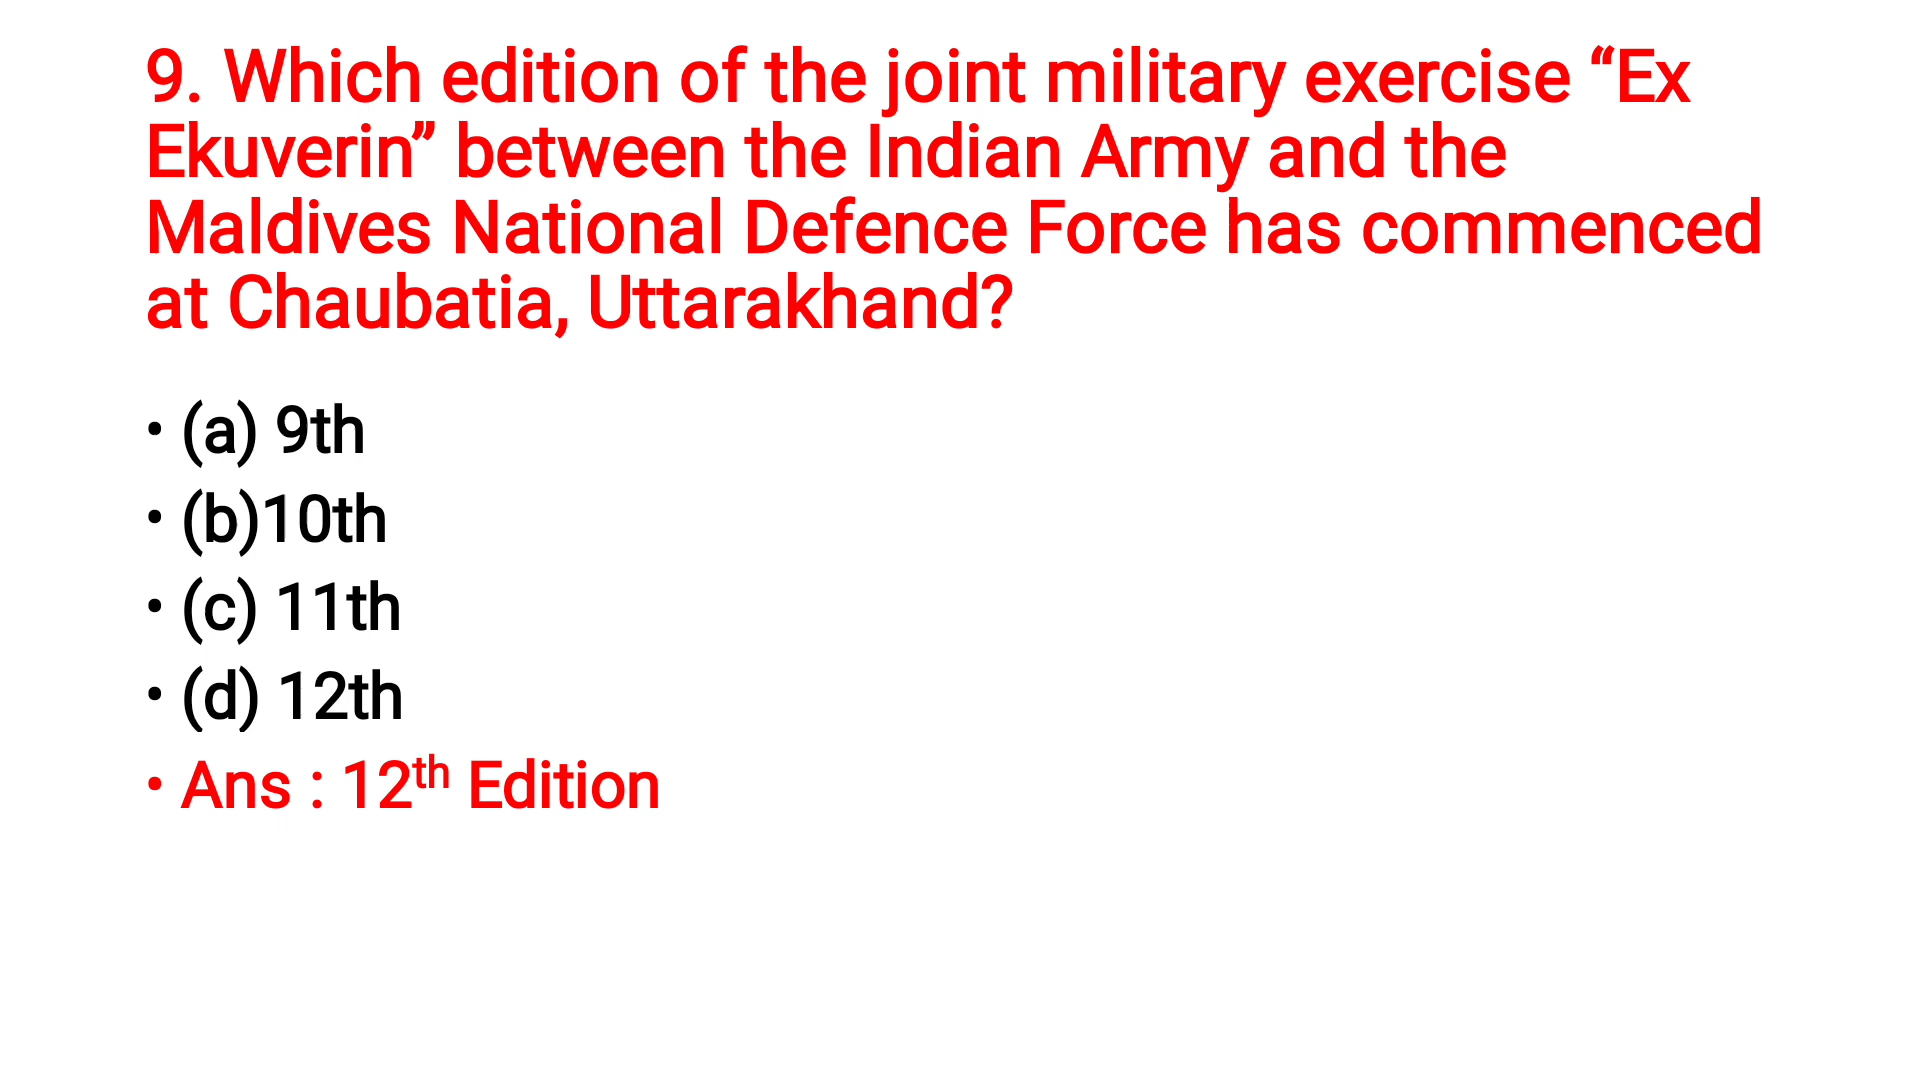 9. Which edition of the joint military exercise “Ex
Ekuverin” between the Indian Army and the
Maldives National Defence Force has commenced
at Chaubatia, Uttarakhand?
• (a) 9th
• (b)10th
• (c) 11th
• (d) 12th
• Ans : 12th Edition